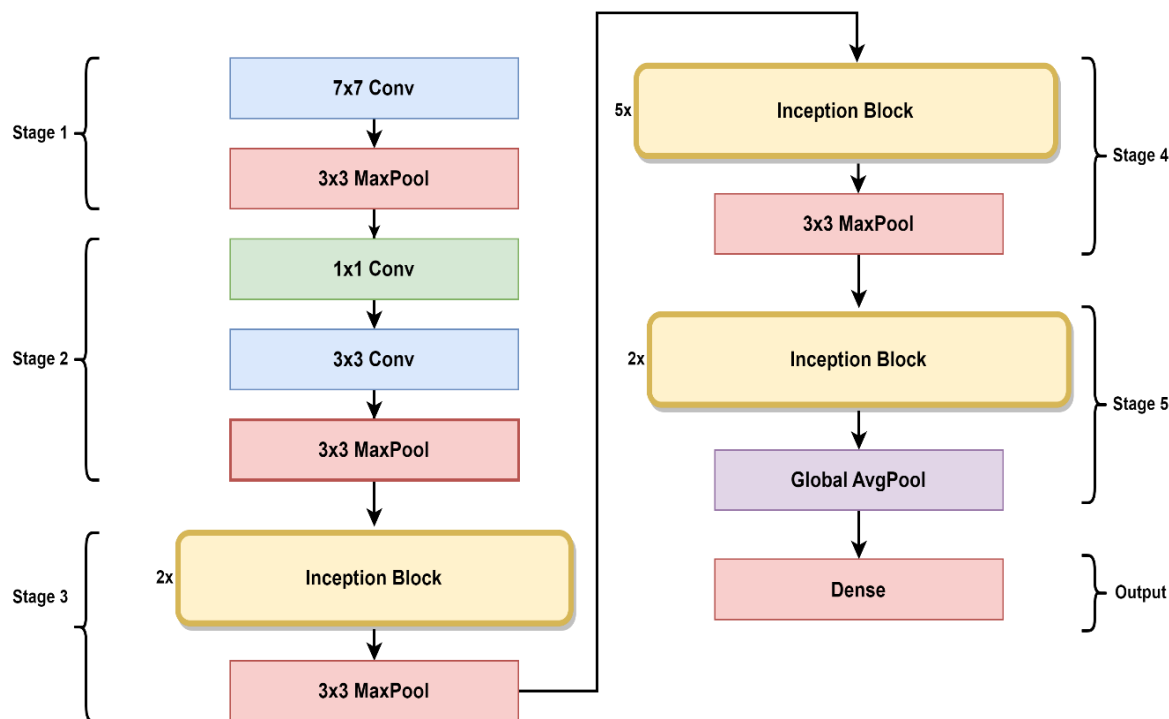 Stage 1
7x7 Conv
3x3 MaxPool
Stage 2
1x1 Conv
3x3 Conv
3x3 MaxPool
Stage 3
2x
Inception Block
3x3 MaxPool
5x
Inception Block
Stage 4
3x3 MaxPool
2x
Inception Block
Stage 5
Global AvgPool
Dense
Output